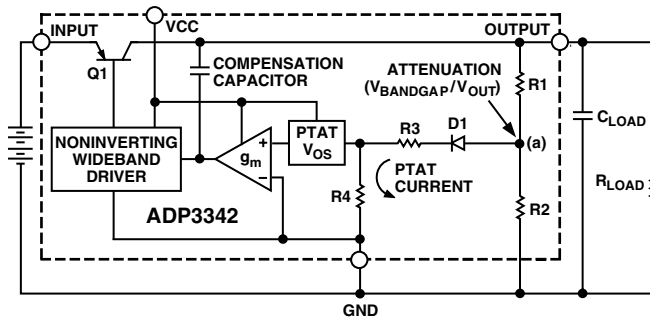 INPUT
VCC
OUTPUT
Q1
COMPENSATION
CAPACITOR
ATTENUATION
(VBANDGAP/VOUT)
R1
NONINVERTING
WIDEBAND
DRIVER
gm
+
−
PTAT
VOS
R3
D1
(a)
CLOAD
PTAT
CURRENT
R4
R2
RLOAD
ADP3342
GND